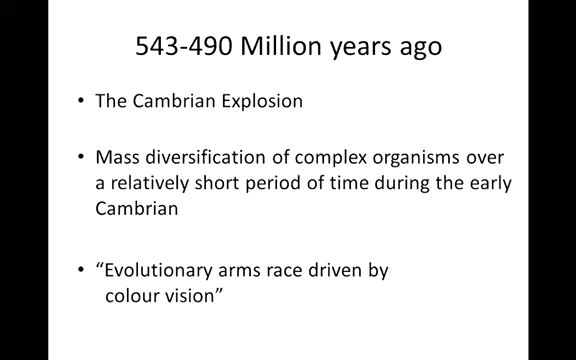 543-490 Million years ago
• The Cambrian Explosion
• Mass diversification of complex organisms over
a relatively short period of time during the early
Cambrian
• “Evolutionary arms race driven by
colour vision”